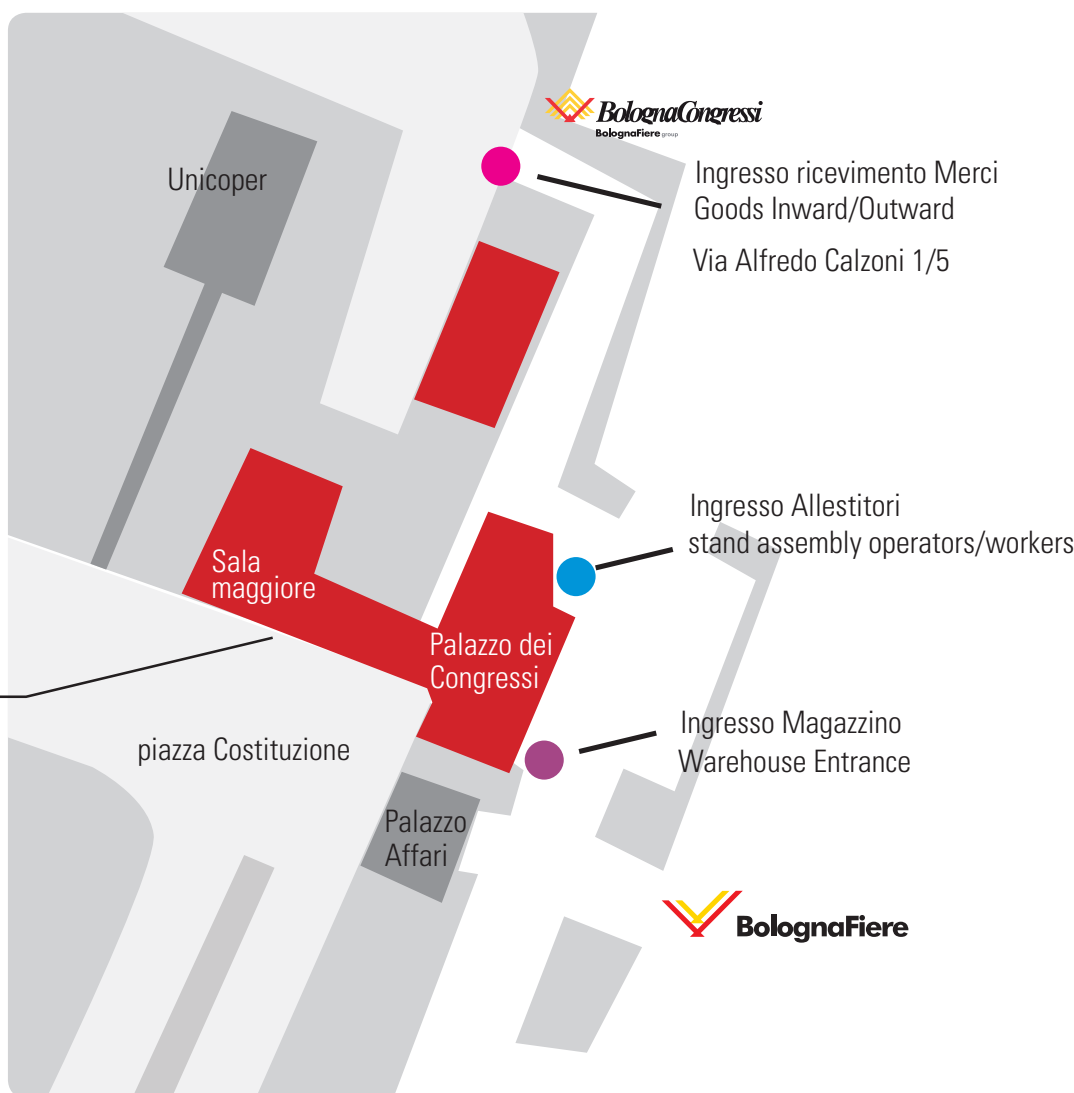 BolognaCongressi
BolognaFiere group
Unicoper
Ingresso ricevimento Merci
Goods Inward/Outward
Via Alfredo Calzoni 1/5
Ingresso Allestitori
stand assembly operators/workers
Sala
maggiore
Palazzo dei
Congressi
piazza Costituzione
Ingresso Magazzino
Warehouse Entrance
Palazzo
Affari
BolognaFiere